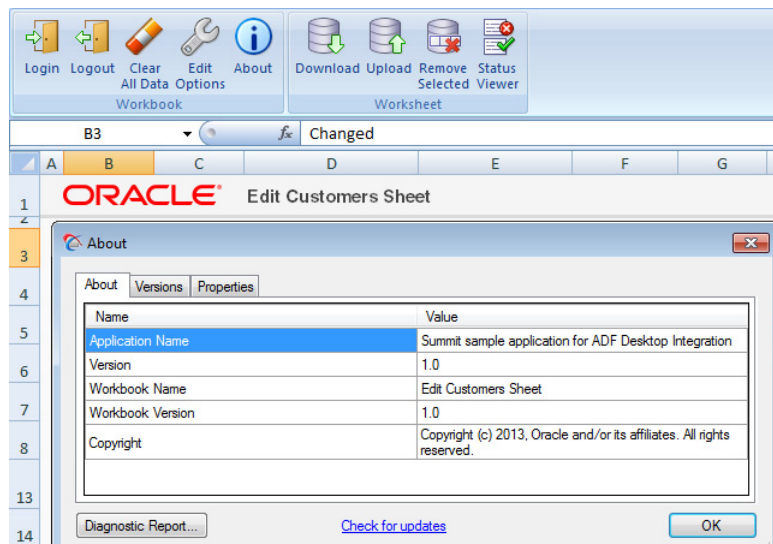 Login Logout Clear All Data Edit Options About Download Upload Remove Selected Status Viewer
Workbook Worksheet
B3 fx Changed
A B C D E F G
1 ORACLE® Edit Customers Sheet
2
3 About
4 About Versions Properties
Name Value
5 Application Name Summit sample application for ADF Desktop Integration
6 Version 1.0
Workbook Name Edit Customers Sheet
7 Workbook Version 1.0
8 Copyright Copyright (c) 2013, Oracle and/or its affiliates. All rights
reserved.
13
14 Diagnostic Report... Check for updates OK